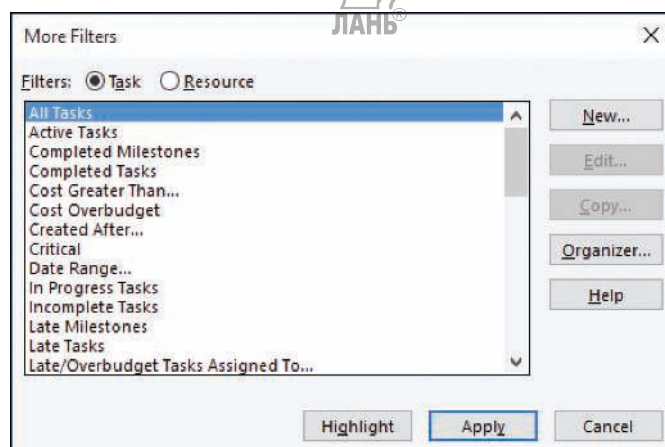 ЛАНЬ®
More Filters
Filters: Task Resource
All Tasks
Active Tasks
Completed Milestones
Completed Tasks
Cost Greater Than...
Cost Overbudget
Created After...
Critical
Date Range...
In Progress Tasks
Incomplete Tasks
Late Milestones
Late Tasks
Late/Overbudget Tasks Assigned To...
New...
Edit...
Copy...
Organizer...
Help
Highlight Apply Cancel